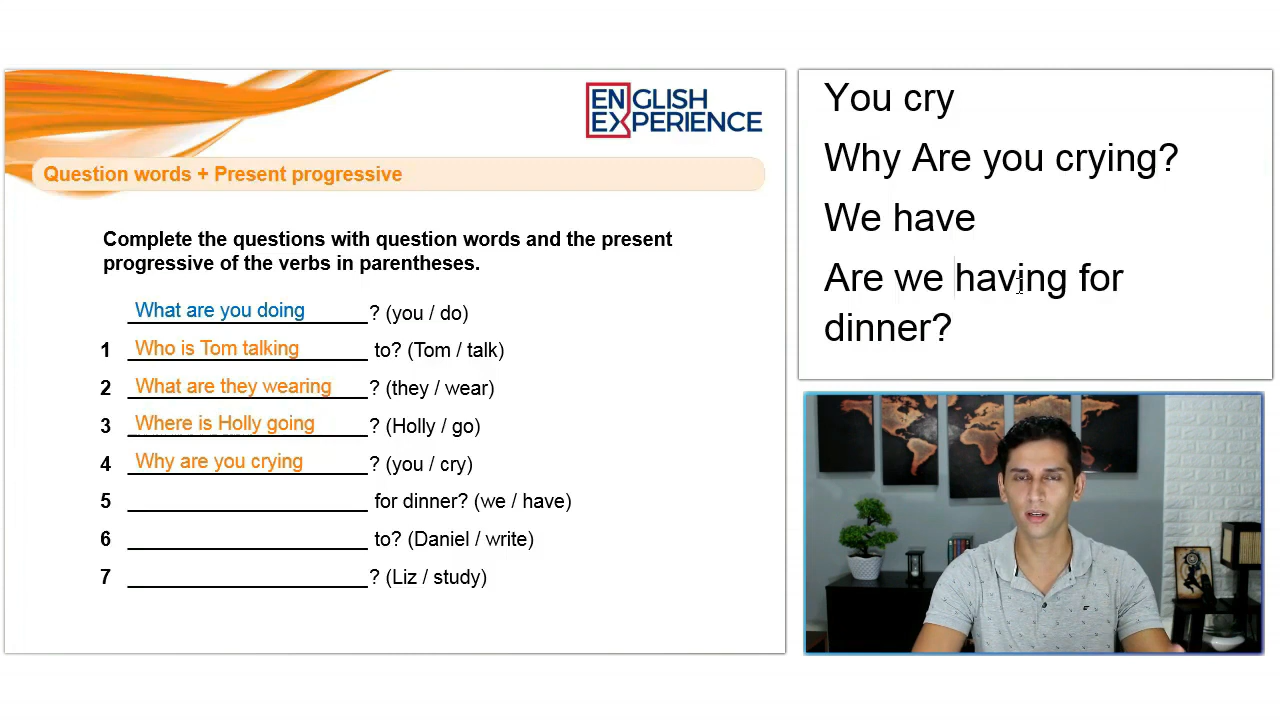 ENGLISH
EXPERIENCE
Question words + Present progressive
Complete the questions with question words and the present
progressive of the verbs in parentheses.
What are you doing ? (you / do)
1 Who is Tom talking to? (Tom / talk)
2 What are they wearing ? (they / wear)
3 Where is Holly going ? (Holly / go)
4 Why are you crying ? (you / cry)
5 for dinner? (we / have)
6 to? (Daniel / write)
7 ? (Liz / study)
You cry
Why Are you crying?
We have
Are we having for
dinner?